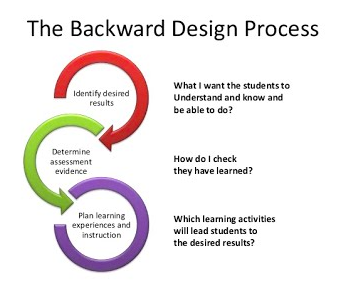 The Backward Design Process
Identify desired
results
What I want the students to
Understand and know and
be able to do?
Determine
assessment
evidence
How do I check
they have learned?
Plan learning
experiences and
instruction
Which learning activities
will lead students to
the desired results?